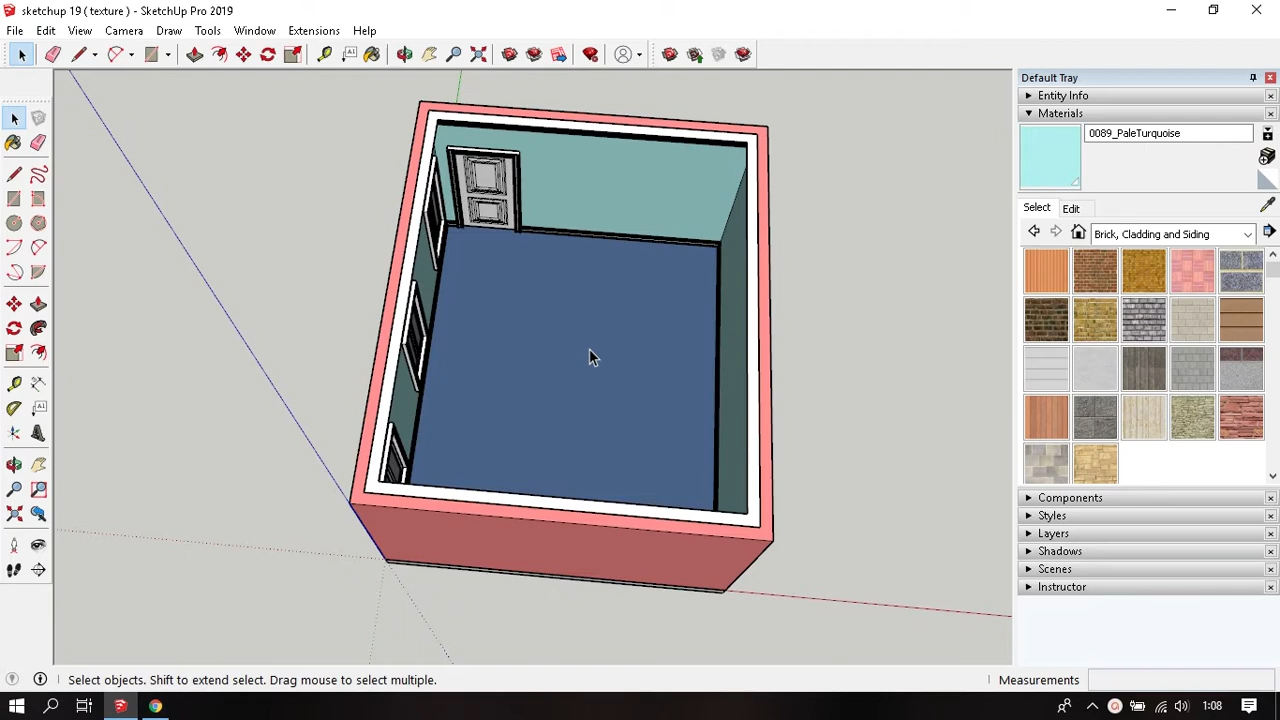 sketchup 19 ( texture ) - SketchUp Pro 2019
File Edit View Camera Draw Tools Window Extensions Help
Default Tray
Entity Info
Materials
0089_PaleTurquoise
Select Edit
Brick, Cladding and Siding
Components
Styles
Layers
Shadows
Scenes
Instructor
Select objects. Shift to extend select. Drag mouse to select multiple.
Measurements
1:08